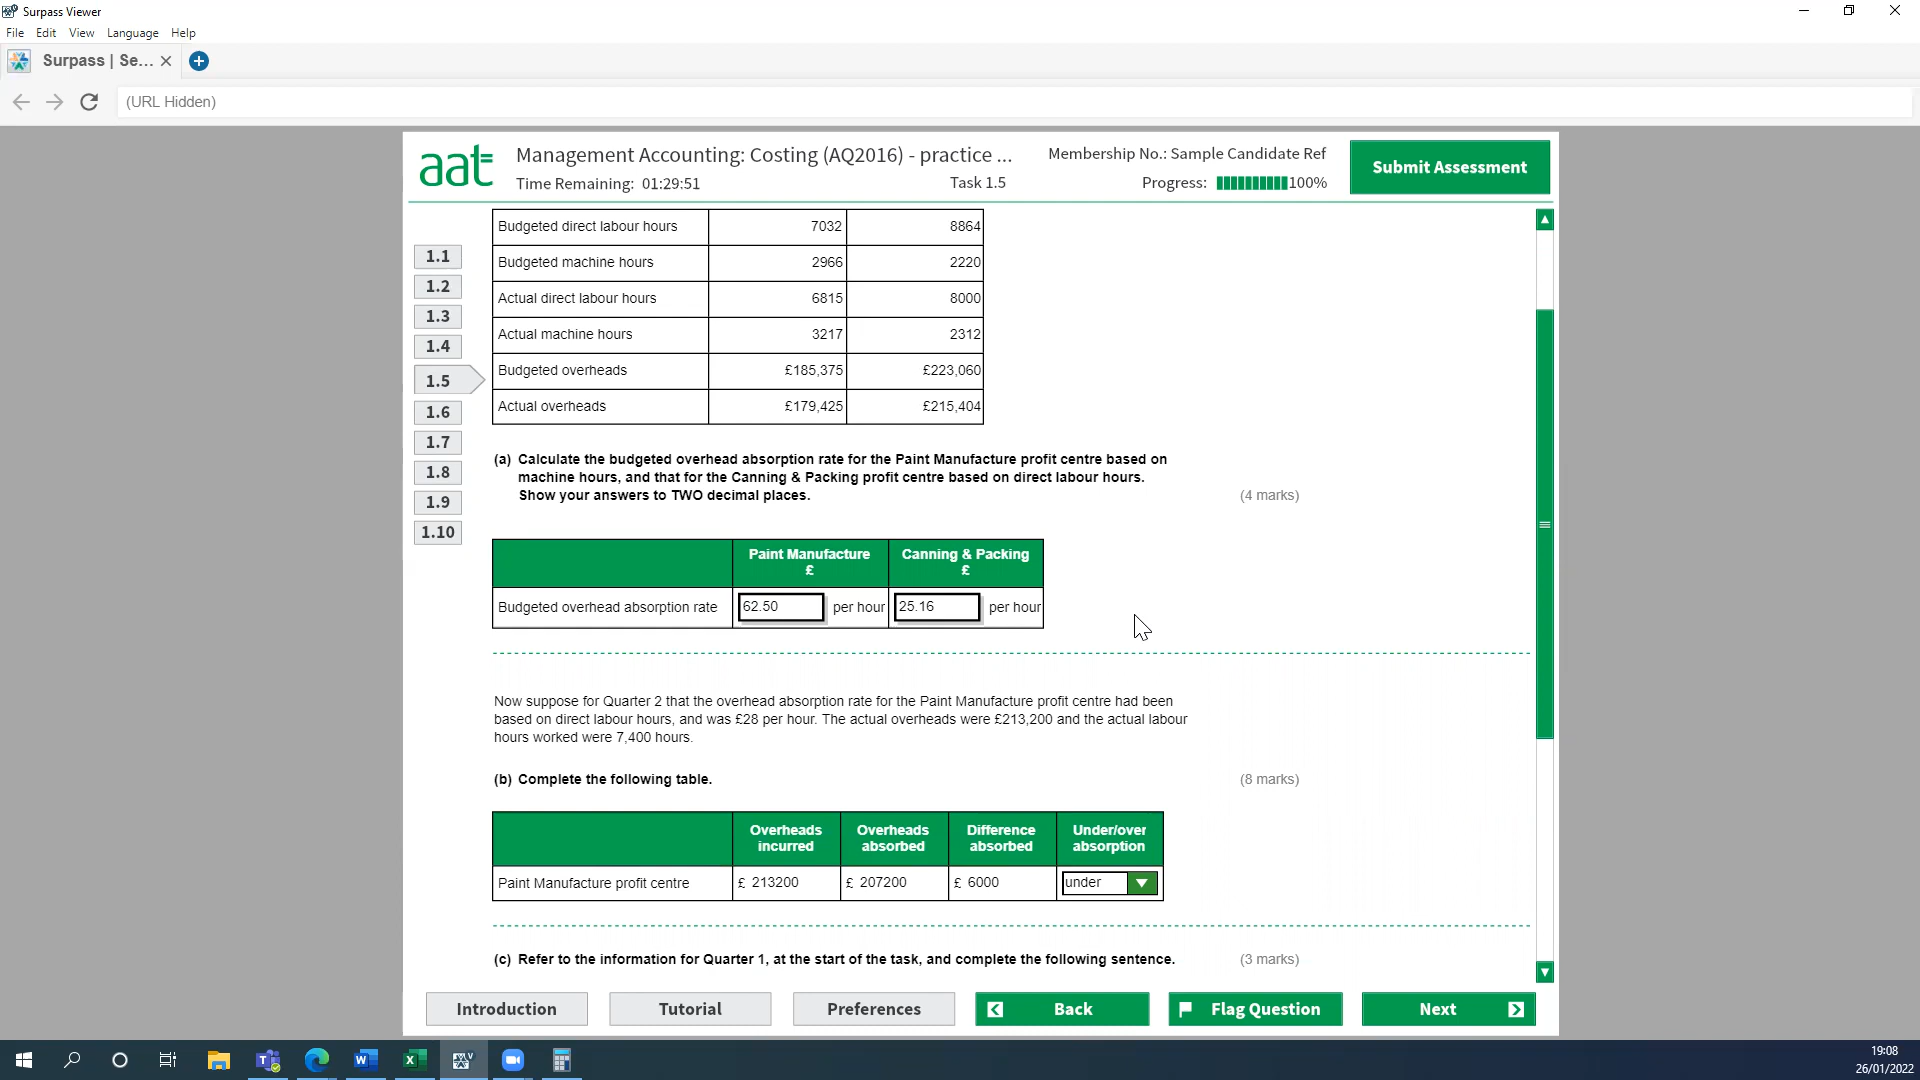 Surpass Viewer
File Edit View Language Help
Surpass | Se...
(URL Hidden)
aat
Management Accounting: Costing (AQ2016) - practice ...
Membership No.: Sample Candidate Ref
Submit Assessment
Time Remaining: 01:29:51
Task 1.5
Progress: 100%
1.1
1.2
1.3
1.4
1.5
1.6
1.7
1.8
1.9
1.10
Budgeted direct labour hours 7032 8864
Budgeted machine hours 2966 2220
Actual direct labour hours 6815 8000
Actual machine hours 3217 2312
Budgeted overheads £185,375 £223,060
Actual overheads £179,425 £215,404
(a) Calculate the budgeted overhead absorption rate for the Paint Manufacture profit centre based on
machine hours, and that for the Canning & Packing profit centre based on direct labour hours.
Show your answers to TWO decimal places. (4 marks)
Paint Manufacture Canning & Packing
£ £
Budgeted overhead absorption rate 62.50 per hour 25.16 per hour
Now suppose for Quarter 2 that the overhead absorption rate for the Paint Manufacture profit centre had been
based on direct labour hours, and was £28 per hour. The actual overheads were £213,200 and the actual labour
hours worked were 7,400 hours.
(b) Complete the following table. (8 marks)
Overheads Overheads Difference Under/over
incurred absorbed absorbed absorption
Paint Manufacture profit centre £ 213200 £ 207200 £ 6000 under
(c) Refer to the information for Quarter 1, at the start of the task, and complete the following sentence. (3 marks)
Introduction Tutorial Preferences Back Flag Question Next
19:08
26/01/2022